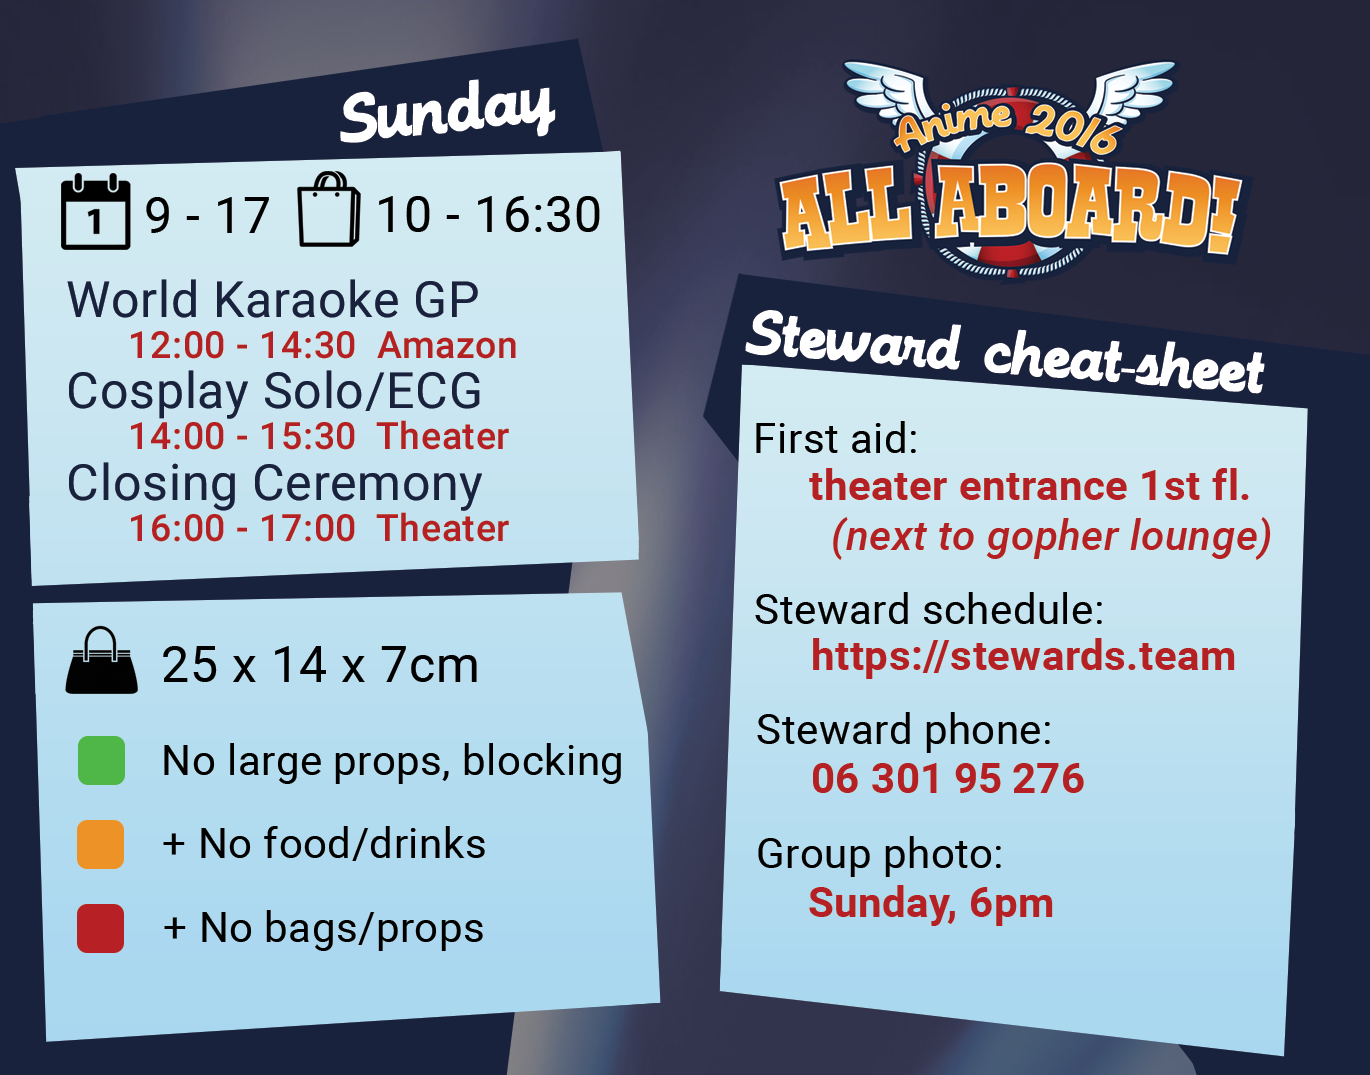 Sunday
1 9 - 17 10 - 16:30
World Karaoke GP
12:00 - 14:30 Amazon
Cosplay Solo/ECG
14:00 - 15:30 Theater
Closing Ceremony
16:00 - 17:00 Theater
25 x 14 x 7cm
No large props, blocking
+ No food/drinks
+ No bags/props
Anime 2016
ALL ABOARD!
Steward cheat-sheet
First aid:
theater entrance 1st fl.
(next to gopher lounge)
Steward schedule:
https://stewards.team
Steward phone:
06 301 95 276
Group photo:
Sunday, 6pm